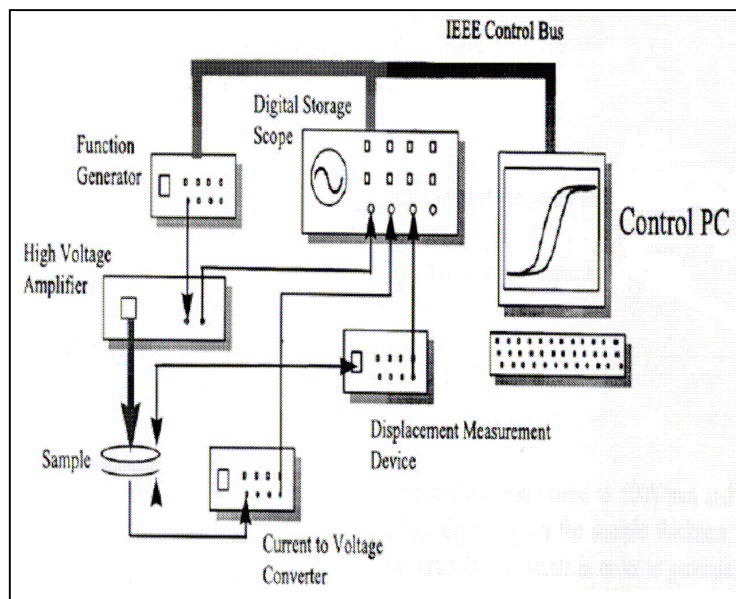 IEEE Control Bus
Digital Storage
Scope
Function
Generator
Control PC
High Voltage
Amplifier
Displacement Measurement
Device
Sample
Current to Voltage
Converter